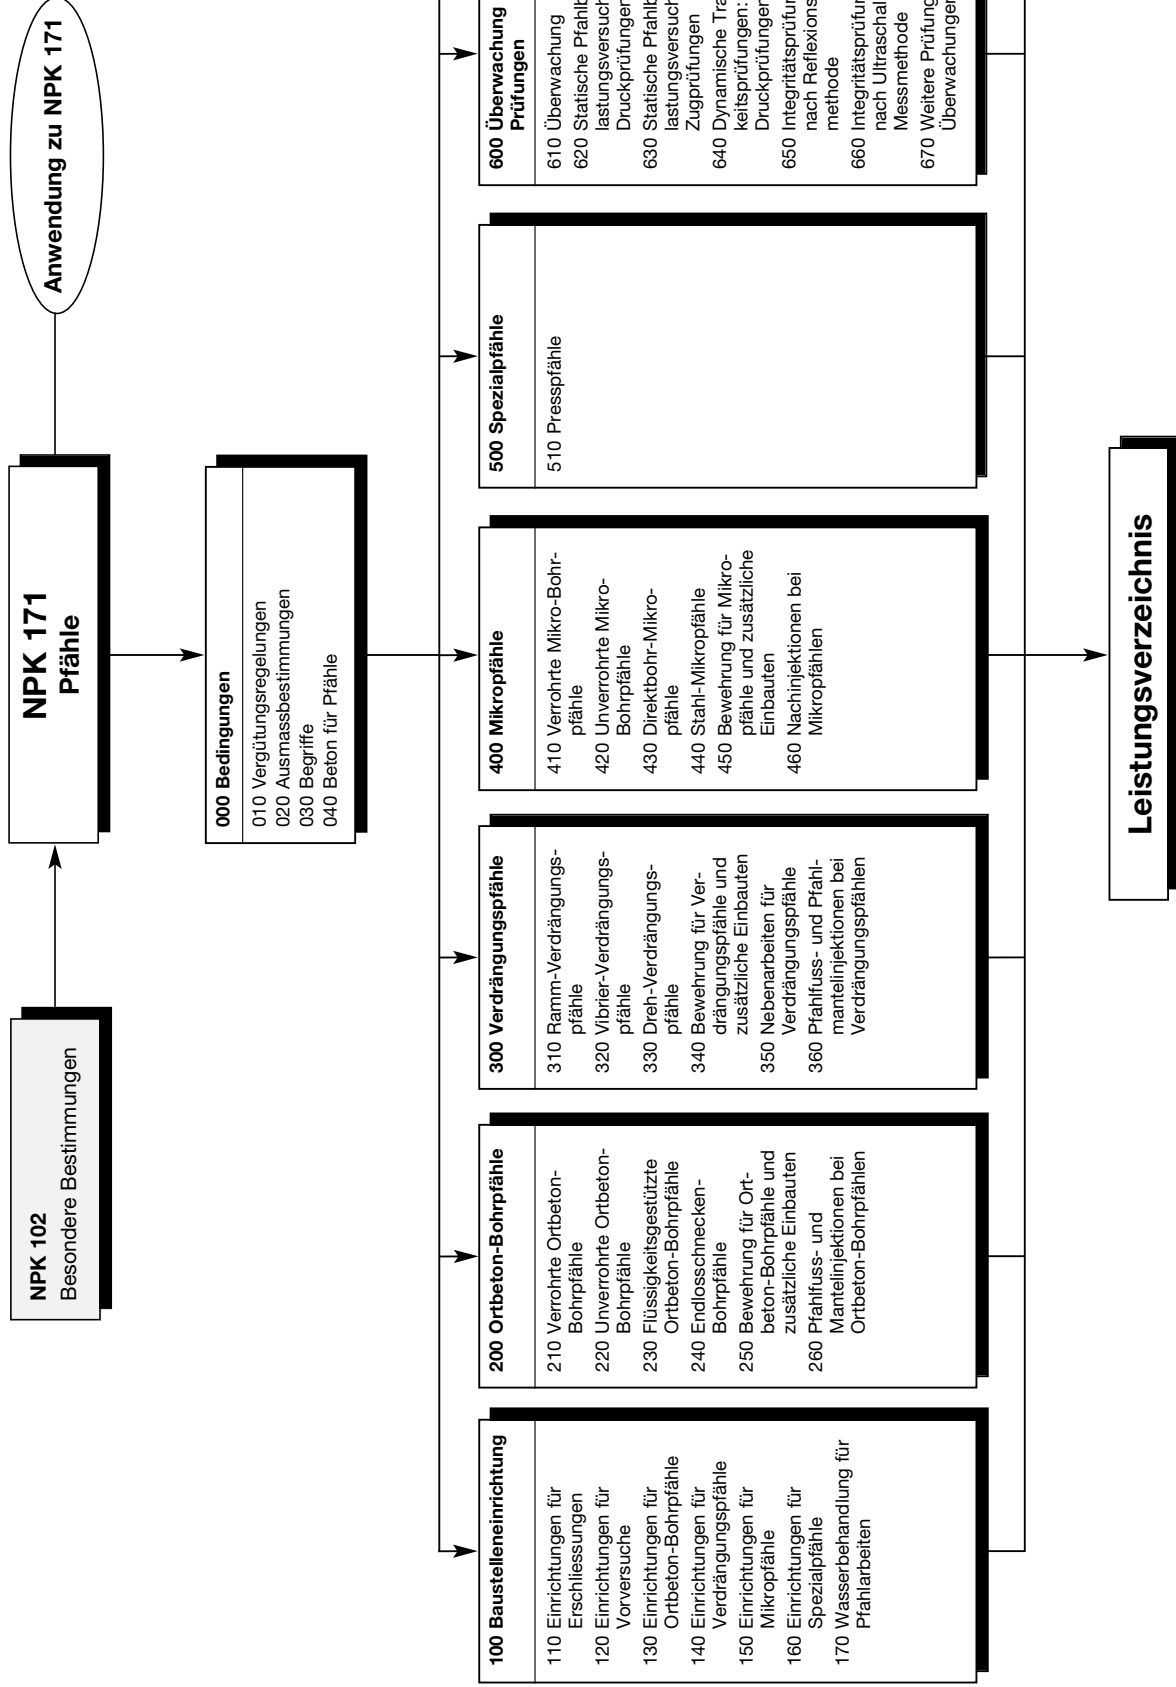 NPK 102
Besondere Bestimmungen
NPK 171
Pfähle
Anwendung zu NPK 171
000 Bedingungen
010 Vergütungsregelungen
020 Ausmassbestimmungen
030 Begriffe
040 Beton für Pfähle
100 Baustelleneinrichtung
110 Einrichtungen für
Erschliessungen
120 Einrichtungen für
Vorversuche
130 Einrichtungen für
Ortbeton-Bohrpfähle
140 Einrichtungen für
Verdrängungspfähle
150 Einrichtungen für
Mikropfähle
160 Einrichtungen für
Spezialpfähle
170 Wasserbehandlung für
Pfahlarbeiten
200 Ortbeton-Bohrpfähle
210 Verrohrte Ortbeton-
Bohrpfähle
220 Unverrohrte Ortbeton-
Bohrpfähle
230 Flüssigkeitsgestützte
Ortbeton-Bohrpfähle
240 Endlosschnecken-
Bohrpfähle
250 Bewehrung für Ort-
beton-Bohrpfähle und
zusätzliche Einbauten
260 Pfahlfuss- und
Mantelinjektionen bei
Ortbeton-Bohrpfählen
300 Verdrängungspfähle
310 Ramm-Verdrängungs-
pfähle
320 Vibrier-Verdrängungs-
pfähle
330 Dreh-Verdrängungs-
pfähle
340 Bewehrung für Ver-
drängungspfähle und
zusätzliche Einbauten
350 Nebenarbeiten für
Verdrängungspfähle
360 Pfahlfuss- und Pfahl-
mantelinjektionen bei
Verdrängungspfählen
400 Mikropfähle
410 Verrohrte Mikro-Bohr-
pfähle
420 Unverrohrte Mikro-
Bohrpfähle
430 Direktbohr-Mikro-
pfähle
440 Stahl-Mikropfähle
450 Bewehrung für Mikro-
pfähle und zusätzliche
Einbauten
460 Nachinjektionen bei
Mikropfählen
500 Spezialpfähle
510 Presspfähle
600 Überwachung
Prüfungen
610 Überwachung
620 Statische Pfahlb
lastungsversuch
Druckprüfungen
630 Statische Pfahlb
lastungsversuch
Zugprüfungen
640 Dynamische Tra
keitsprüfungen:
Druckprüfungen
650 Integritätsprüfun
nach Reflexions
methode
660 Integritätsprüfun
nach Ultraschal
Messmethode
670 Weitere Prüfung
Überwachungen
Leistungsverzeichnis